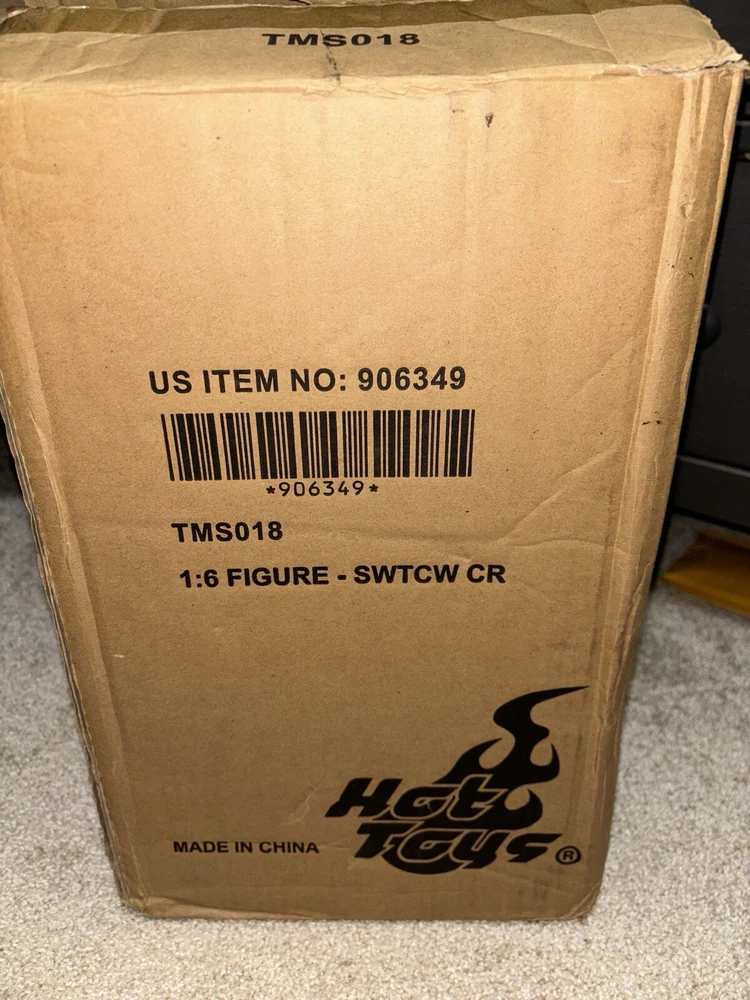 TMS018
US ITEM NO: 906349
*906349*
TMS018
1:6 FIGURE - SWTCW CR
Hot
Toys®
MADE IN CHINA